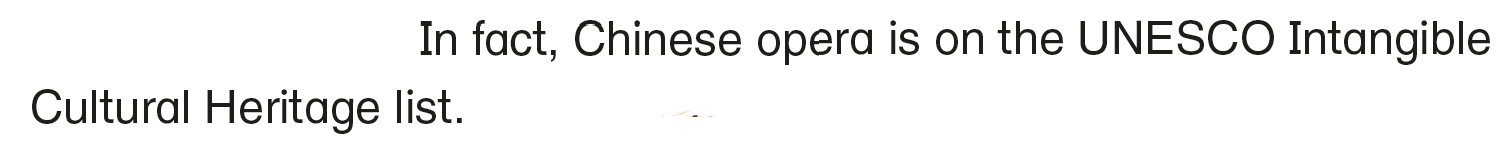 In fact, Chinese opera is on the UNESCO Intangible
Cultural Heritage list.